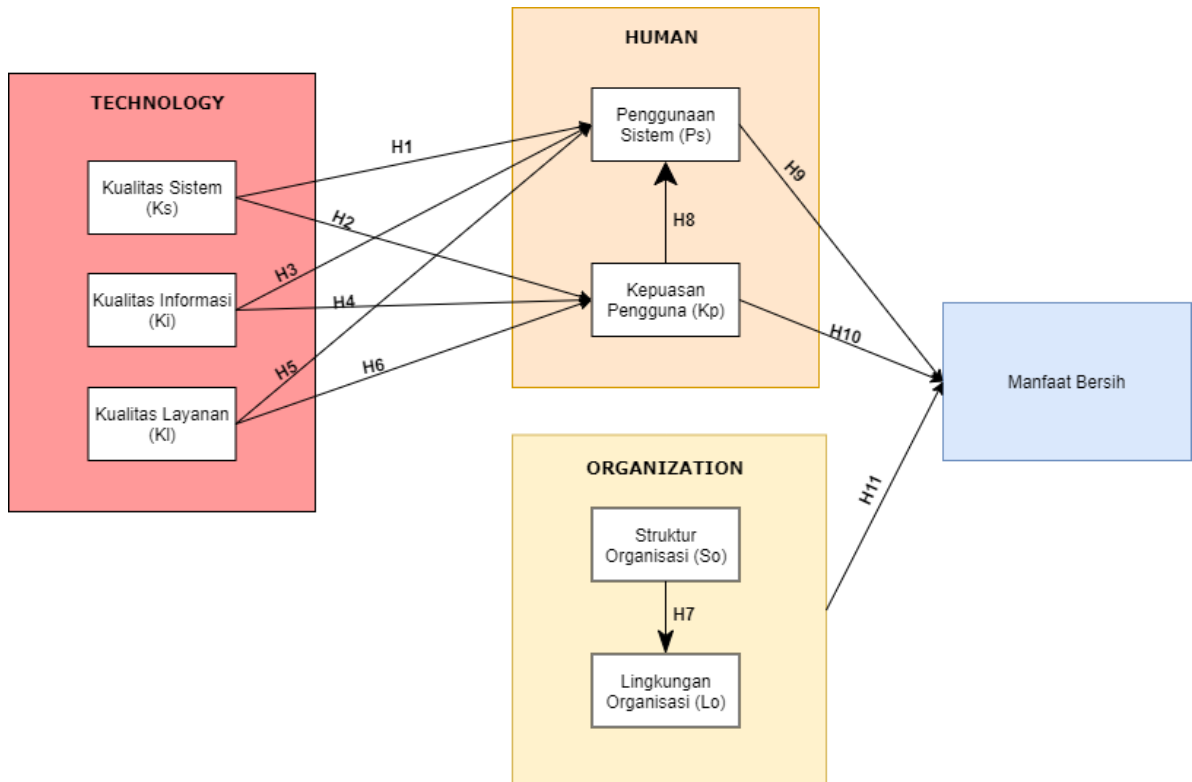 HUMAN
TECHNOLOGY
Penggunaan
Sistem (Ps)
H1
Kualitas Sistem
(Ks)
H9
H2
H8
H3
Kualitas Informasi
(Ki)
H4
Kepuasan
Pengguna (Kp)
H10
H5
H6
Manfaat Bersih
Kualitas Layanan
(Kl)
ORGANIZATION
H11
Struktur
Organisasi (So)
H7
Lingkungan
Organisasi (Lo)